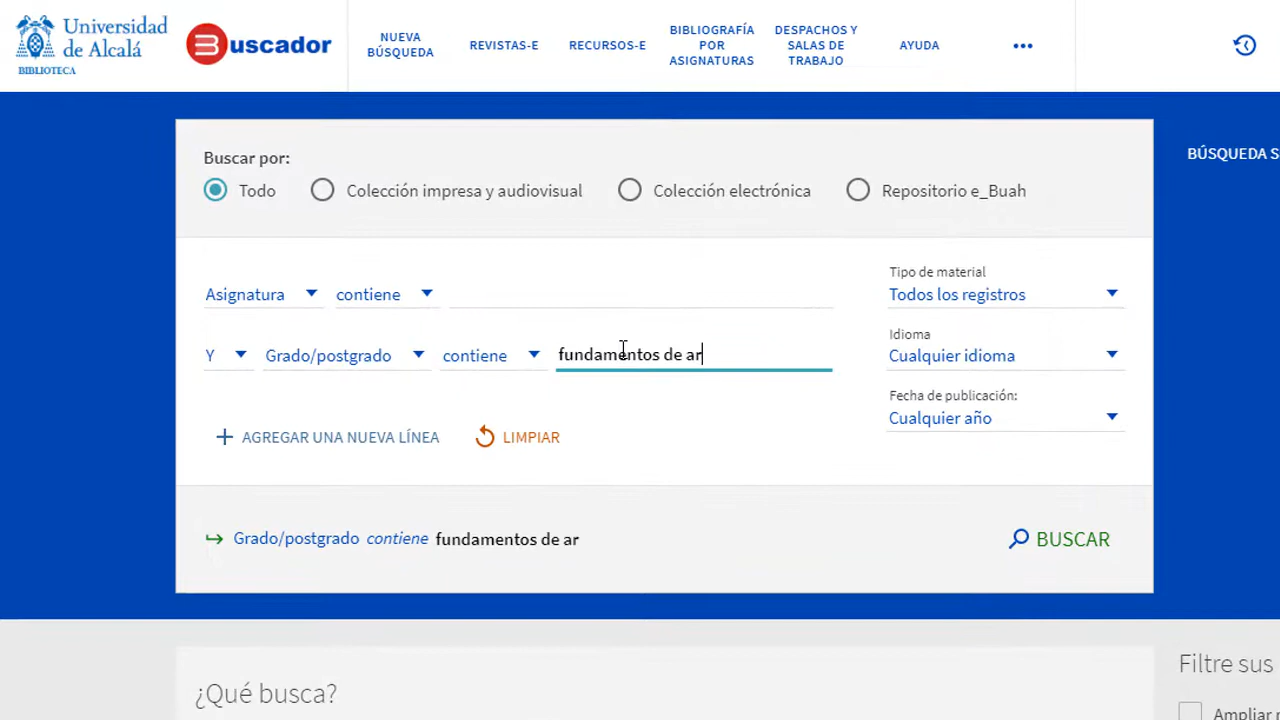 Universidad
de Alcalá
BIBLIOTECA
Buscador
NUEVA
BÚSQUEDA
REVISTAS-E
RECURSOS-E
BIBLIOGRAFÍA
POR
ASIGNATURAS
DESPACHOS Y
SALAS DE
TRABAJO
AYUDA
BÚSQUEDA S
Buscar por:
Todo
Colección impresa y audiovisual
Colección electrónica
Repositorio e_Buah
Asignatura contiene
Y Grado/postgrado contiene fundamentos de ar
Tipo de material
Todos los registros
Idioma
Cualquier idioma
Fecha de publicación:
Cualquier año
AGREGAR UNA NUEVA LÍNEA
LIMPIAR
Grado/postgrado contiene fundamentos de ar
BUSCAR
¿Qué busca?
Filtre sus
Ampliar